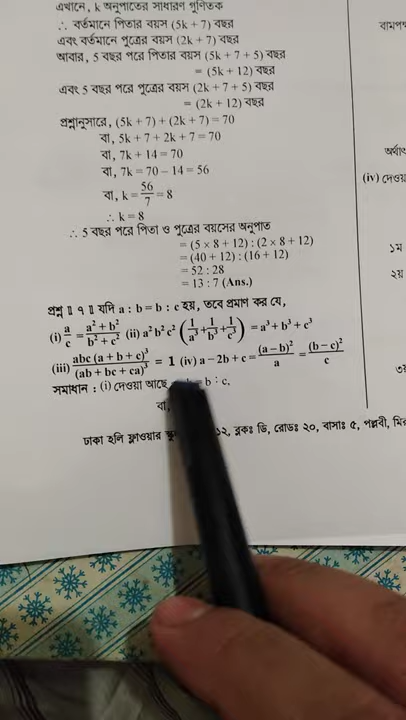 এখানে, k অনুপাতের সাধারণ গুণিতক
∴ বর্তমানে পিতার বয়স (5k + 7) বছর
এবং বর্তমানে পুত্রের বয়স (2k + 7) বছর
আবার, 5 বছর পরে পিতার বয়স (5k + 7 + 5) বছর
= (5k + 12) বছর
এবং 5 বছর পরে পুত্রের বয়স (2k + 7 + 5) বছর
= (2k + 12) বছর
প্রশ্নানুসারে, (5k + 7) + (2k + 7) = 70
বা, 5k + 7 + 2k + 7 = 70
বা, 7k + 14 = 70
বা, 7k = 70 – 14 = 56
বা, k = 56/7 = 8
∴ k = 8
∴ 5 বছর পরে পিতা ও পুত্রের বয়সের অনুপাত
= (5 × 8 + 12) : (2 × 8 + 12)
= (40 + 12) : (16 + 12)
= 52 : 28
= 13 : 7 (Ans.)
প্রশ্ন ॥ ৭ ॥ যদি a : b = b : c হয়, তবে প্রমাণ কর যে,
(i) a/c = (a² + b²)/(b² + c²) (ii) a² b² c² (1/a³ + 1/b³ + 1/c³) = a³ + b³ + c³
(iii) abc (a + b + c)³/(ab + bc + ca)³ = 1 (iv) a – 2b + c = (a – b)²/a = (b – c)²/c
সমাধান : (i) দেওয়া আছে, = b : c.
বা,
ঢাকা হলি ফ্লাওয়ার ১২, ব্লকঃ ডি, রোডঃ ২০, বাসাঃ ৫, পল্লবী,
বামপক্ষ
অর্থাৎ
(iv) দেওয়া
১ম
২য়